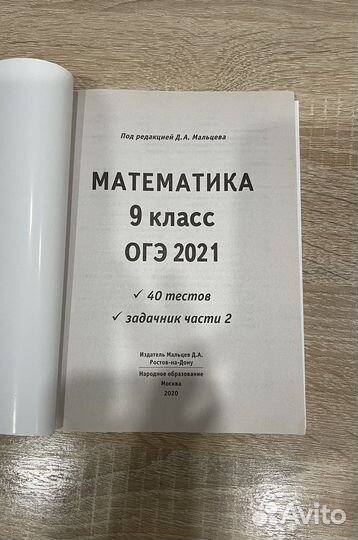 Под редакцией Д.А. Мальцева
МАТЕМАТИКА
9 класс
ОГЭ 2021
✓ 40 тестов
✓ задачник части 2
Издатель Мальцев Д.А.
Ростов-на-Дону
Народное образование
Москва
2020
Avito